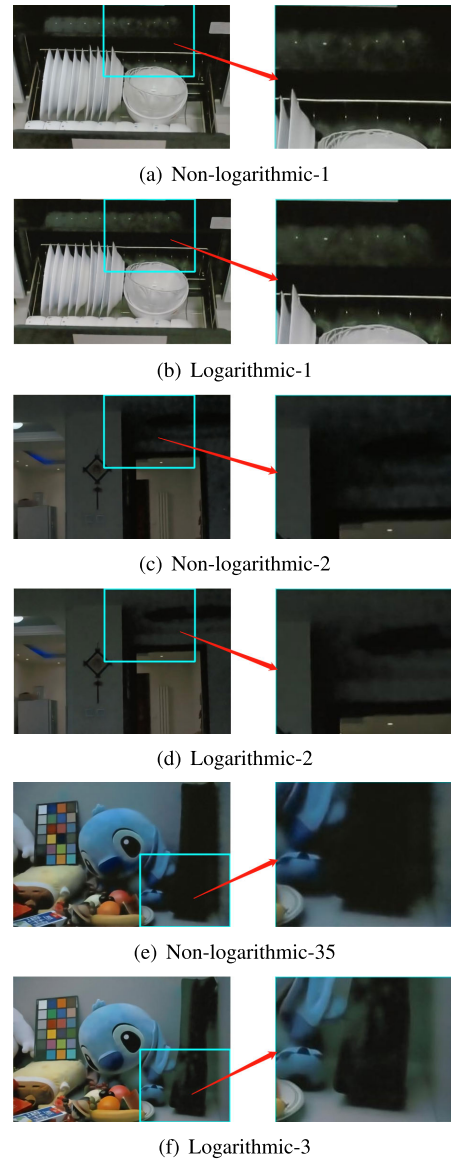 (a) Non-logarithmic-1
(b) Logarithmic-1
(c) Non-logarithmic-2
(d) Logarithmic-2
(e) Non-logarithmic-35
(f) Logarithmic-3